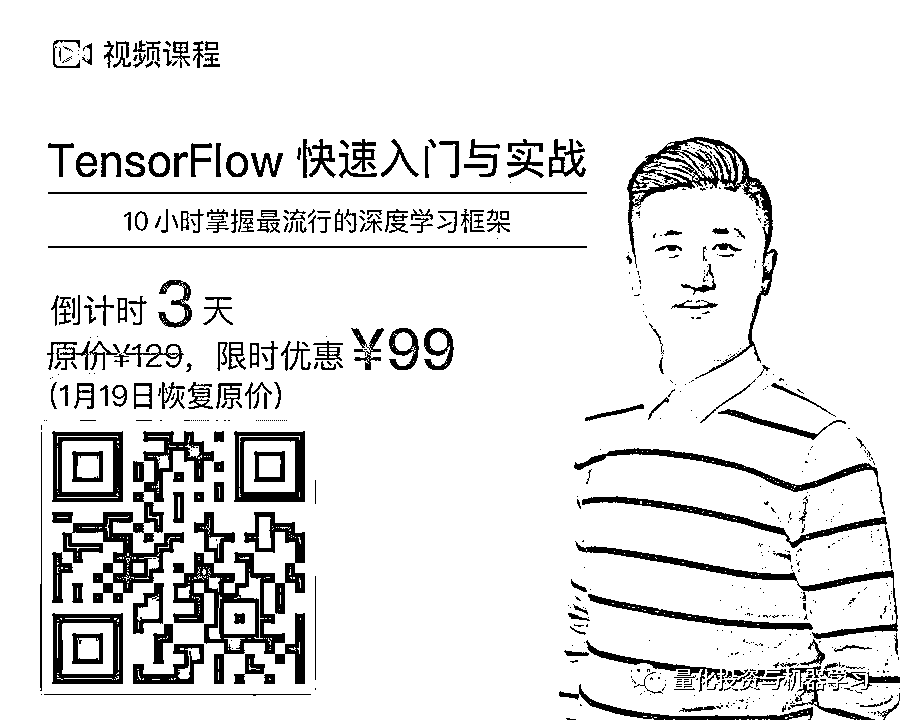 视频课程
TensorFlow 快速入门与实战
10 小时掌握最流行的深度学习框架
倒计时 3 天
原价¥129，限时优惠 ¥99
(1月19日恢复原价)
量化投资与机器学习